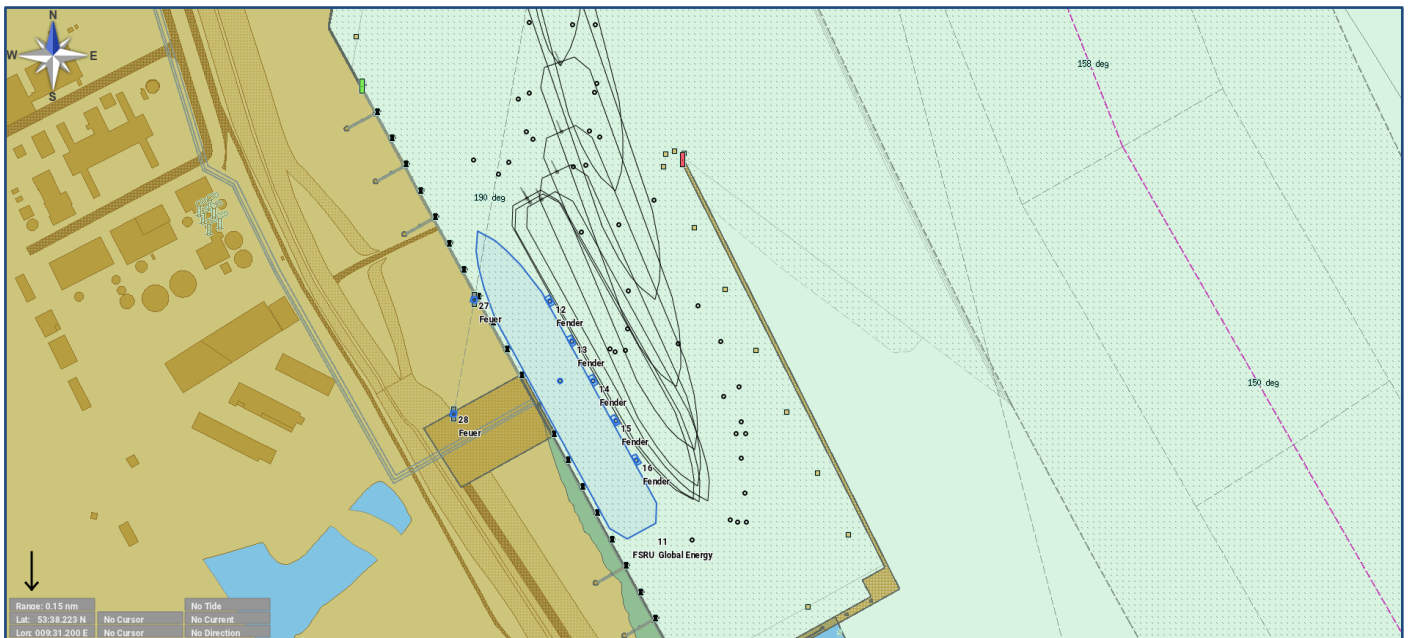 N
W
E
S
158 deg
190 deg
27
Feuer
12
Fender
13
Fender
14
Fender
150 deg
28
Feuer
15
Fender
16
Fender
11
FSRU Global Energy
Range: 0.15 nm
No Tide
Lat: 53:38.223 N
No Cursor
No Current
Lon: 009:31.200 E
No Cursor
No Direction